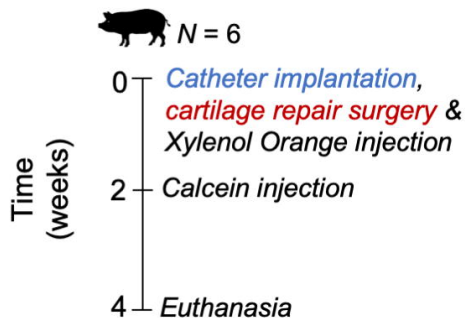 N = 6
0
Catheter implantation,
cartilage repair surgery &
Xylenol Orange injection
Time
(weeks)
2
Calcein injection
4
Euthanasia